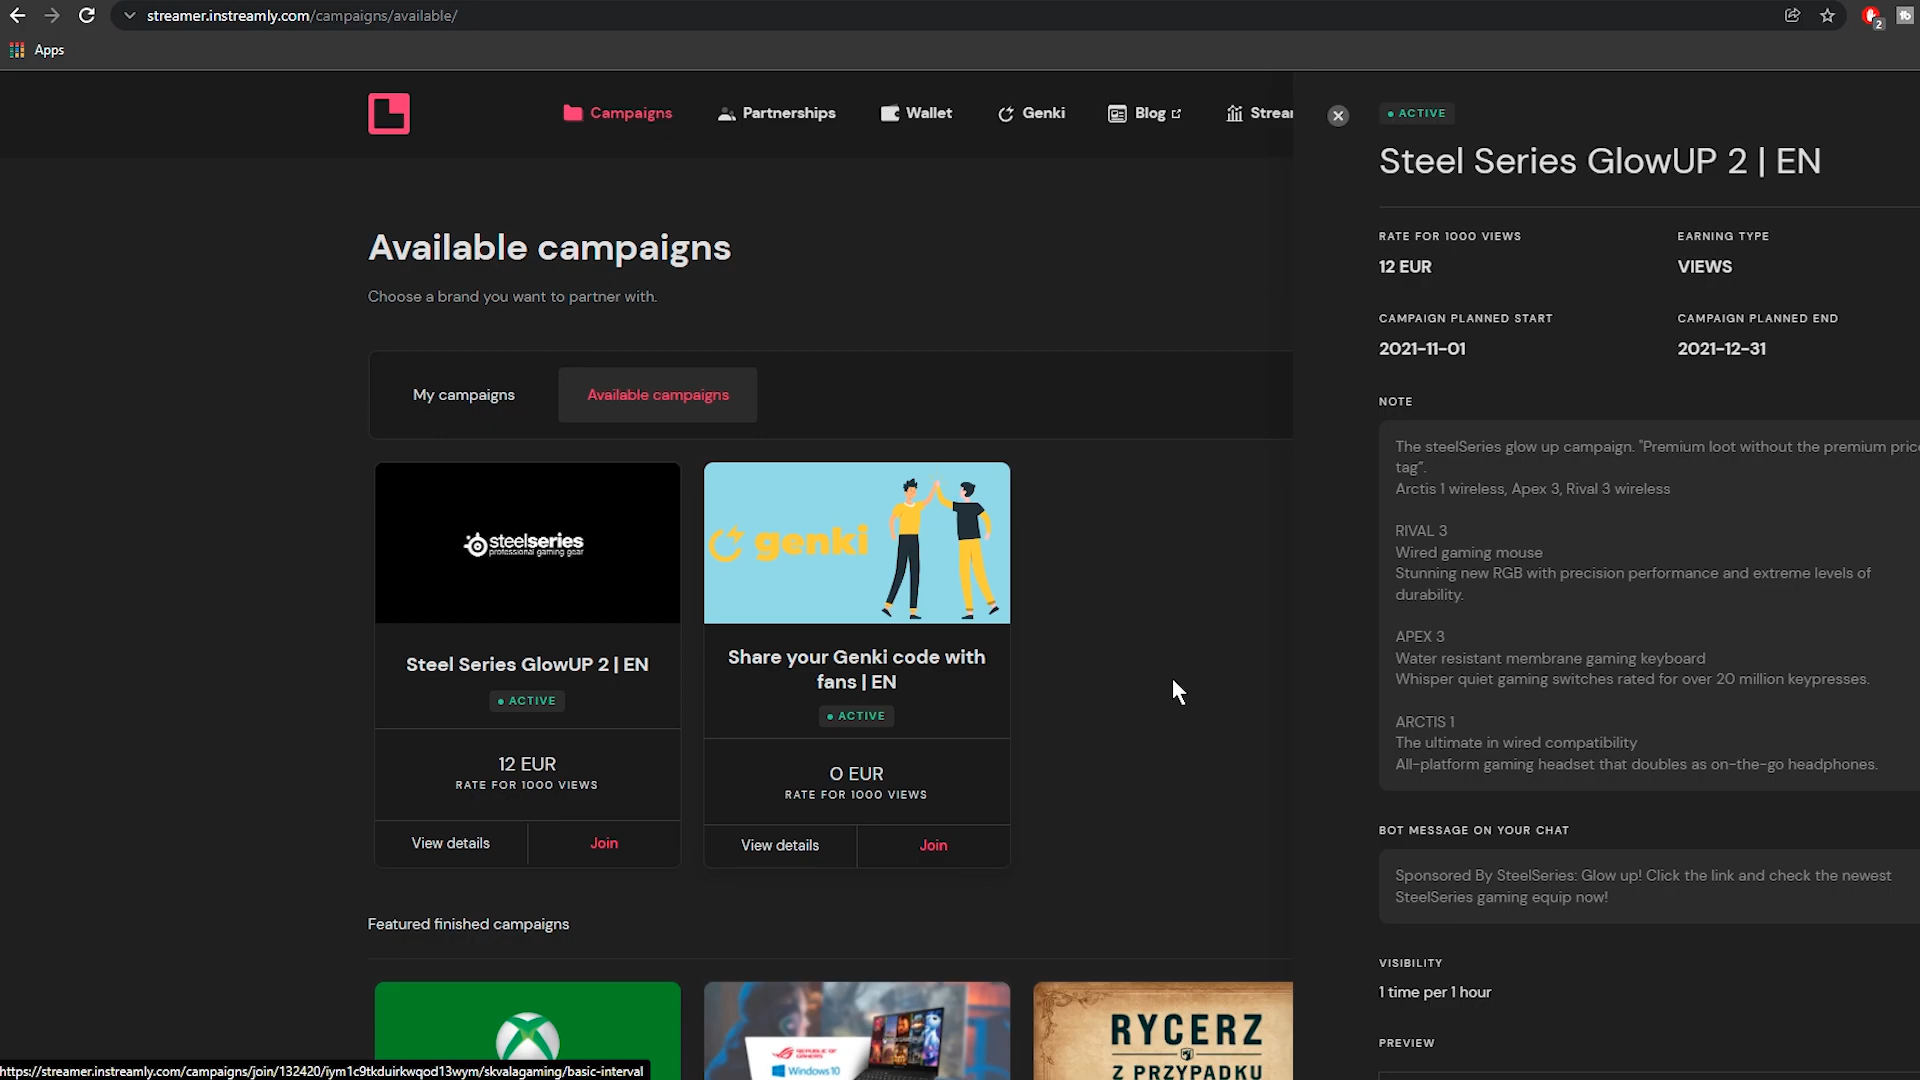 streamer.instreamly.com/campaigns/available/
2
Apps
Campaigns
Partnerships
Wallet
Genki
Blog
Strear
Available campaigns
Choose a brand you want to partner with.
My campaigns
Available campaigns
steelseries
professional gaming gear
genki
Steel Series GlowUP 2 | EN
ACTIVE
12 EUR
RATE FOR 1000 VIEWS
View details
Join
Share your Genki code with
fans | EN
ACTIVE
0 EUR
RATE FOR 1000 VIEWS
View details
Join
Featured finished campaigns
REPUBLIC OF
GAMERS
Windows 10
RYCERZ
Z PRZYPADKU
https://streamer.instreamly.com/campaigns/join/132420/iym1c9tkduirkwqod13wym/skvalagaming/basic-interval
ACTIVE
Steel Series GlowUP 2 | EN
RATE FOR 1000 VIEWS
12 EUR
EARNING TYPE
VIEWS
CAMPAIGN PLANNED START
2021-11-01
CAMPAIGN PLANNED END
2021-12-31
NOTE
The steelSeries glow up campaign. "Premium loot without the premium price
tag".
Arctis 1 wireless, Apex 3, Rival 3 wireless
RIVAL 3
Wired gaming mouse
Stunning new RGB with precision performance and extreme levels of
durability.
APEX 3
Water resistant membrane gaming keyboard
Whisper quiet gaming switches rated for over 20 million keypresses.
ARCTIS 1
The ultimate in wired compatibility
All-platform gaming headset that doubles as on-the-go headphones.
BOT MESSAGE ON YOUR CHAT
Sponsored By SteelSeries: Glow up! Click the link and check the newest
SteelSeries gaming equip now!
VISIBILITY
1 time per 1 hour
PREVIEW